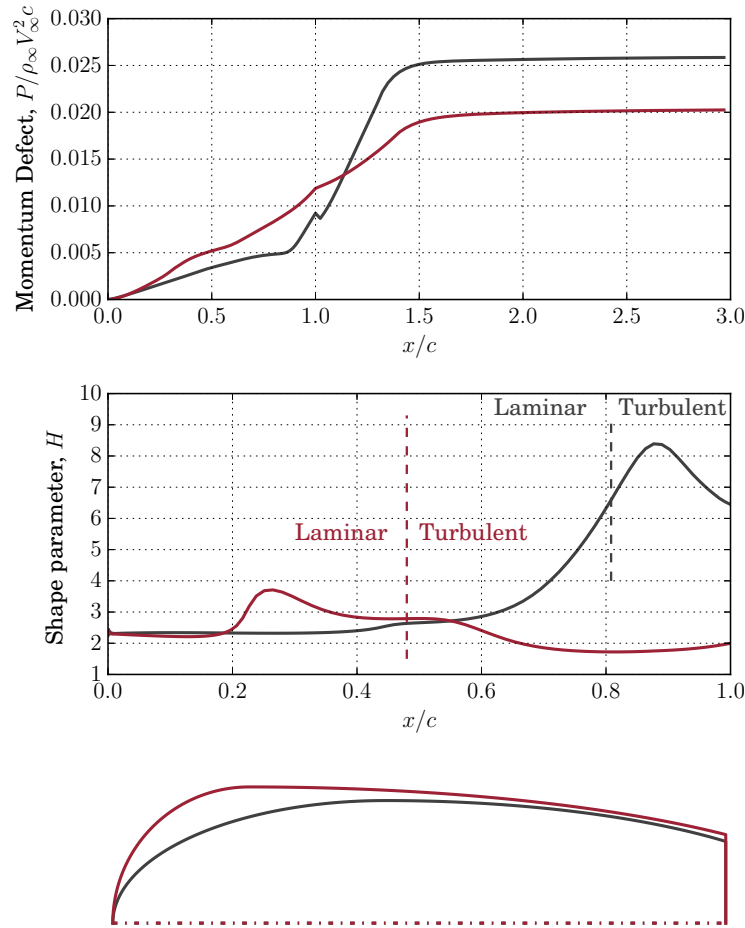 Momentum Defect, P/ρ∞V∞²c
0.030
0.025
0.020
0.015
0.010
0.005
0.000
0.0 0.5 1.0 1.5 2.0 2.5 3.0
x/c
Shape parameter, H
10
9
8
7
6
5
4
3
2
1
Laminar Turbulent
Laminar Turbulent
0.0 0.2 0.4 0.6 0.8 1.0
x/c